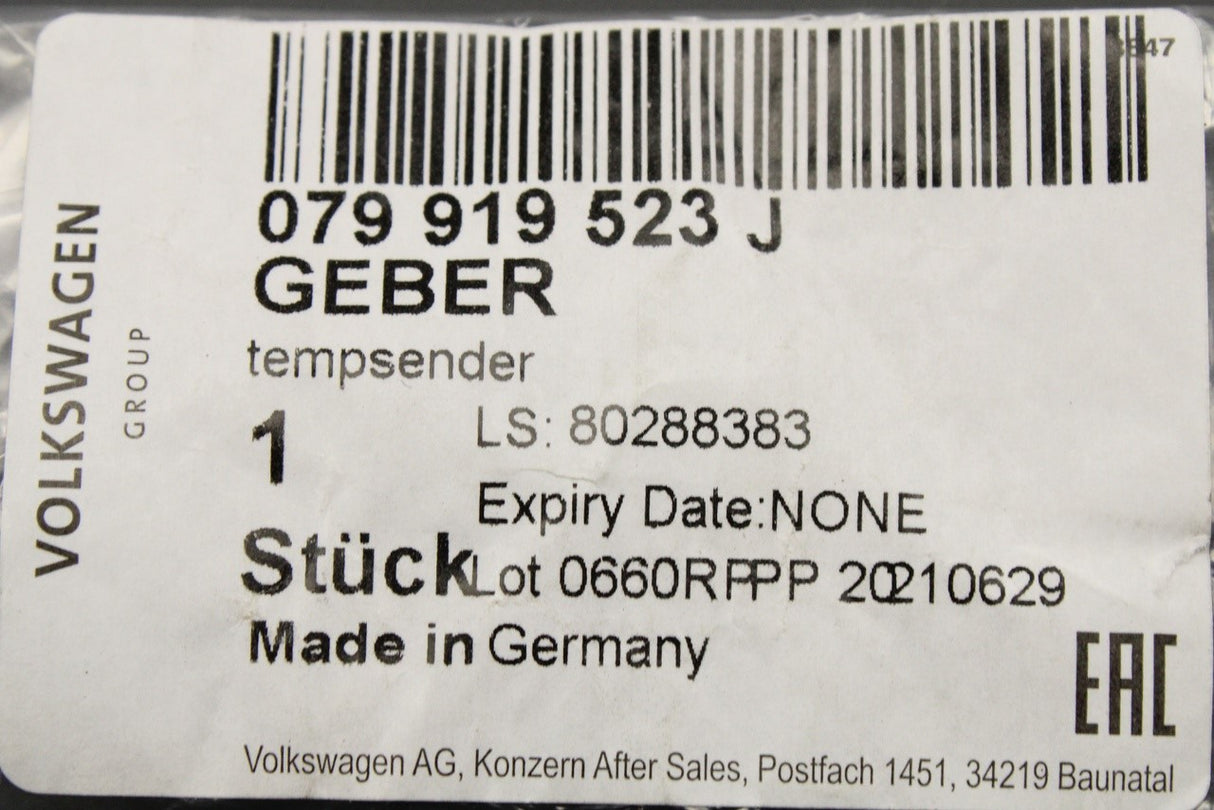 079 919 523 J
GEBER
tempsender
1
LS: 80288383
Expiry Date:NONE
Stück
Lot 0660RPPP 20210629
Made in Germany
EAC
Volkswagen AG, Konzern After Sales, Postfach 1451, 34219 Baunatal
VOLKSWAGEN
GROUP